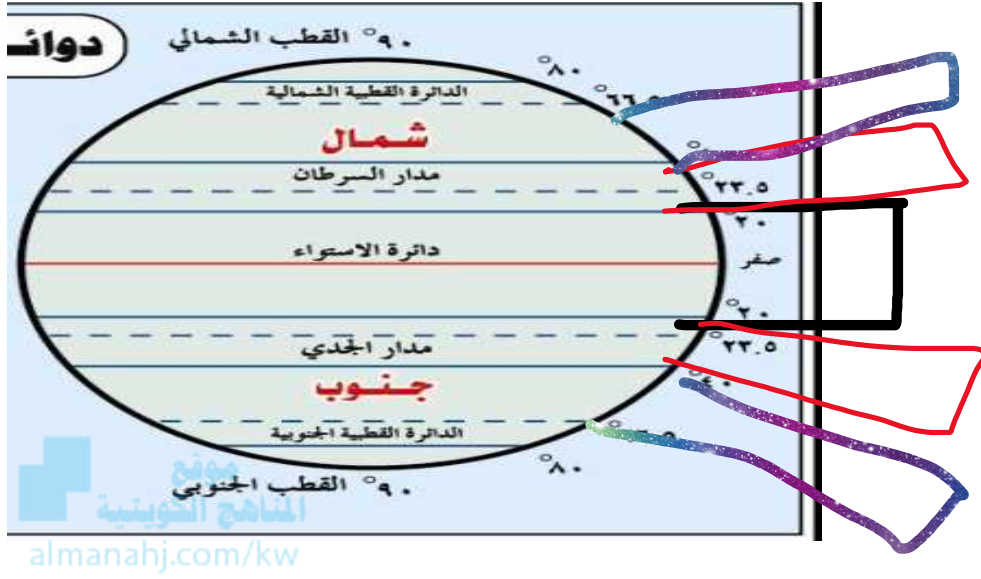 ٩٠° القطب الشمالي
٨٠°
الدائرة القطبية الشمالية
شمال
مدار السرطان
٢٣.٥°
٢٠°
دائرة الاستواء
صفر
٢٠°
مدار الجدي
٢٣.٥°
٤٠°
جنوب
الدائرة القطبية الجنوبية
٨٠°
٩٠° القطب الجنوبي
موقع
المناهج الكويتية
almanahj.com/kw